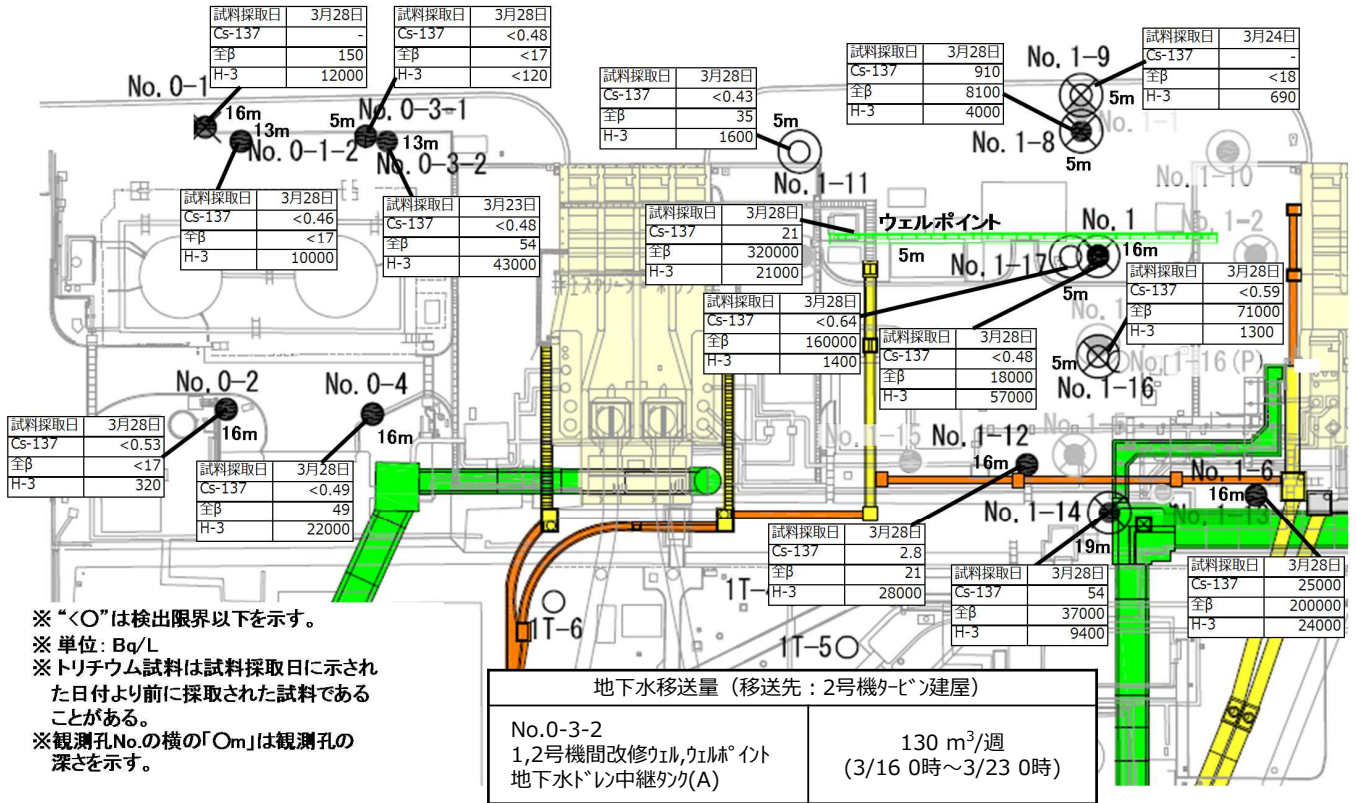 試料採取日 3月28日
Cs-137 -
全β 150
H-3 12000
試料採取日 3月28日
Cs-137 <0.48
全β <17
H-3 <120
試料採取日 3月28日
Cs-137 <0.43
全β 35
H-3 1600
試料採取日 3月28日
Cs-137 910
全β 8100
H-3 4000
試料採取日 3月24日
Cs-137 -
全β <18
H-3 690
No. 0-1
16m
13m
No. 0-1-2
5m
No. 0-3-1
13m
No. 0-3-2
5m
No. 1-11
No. 1-9
5m
No. 1-1
No. 1-8
5m
No. 1-10
試料採取日 3月28日
Cs-137 <0.46
全β <17
H-3 10000
試料採取日 3月23日
Cs-137 <0.48
全β 54
H-3 43000
試料採取日 3月28日
Cs-137 21
全β 320000
H-3 21000
ウェルポイント
5m
No. 1
16m
No. 1-17
5m
No. 1-2
試料採取日 3月28日
Cs-137 <0.64
全β 160000
H-3 1400
試料採取日 3月28日
Cs-137 <0.48
全β 18000
H-3 57000
試料採取日 3月28日
Cs-137 <0.59
全β 71000
H-3 1300
5m
No. 1-16
No. 1-16(P)
No. 0-2
16m
No. 0-4
16m
試料採取日 3月28日
Cs-137 <0.53
全β <17
H-3 320
試料採取日 3月28日
Cs-137 <0.49
全β 49
H-3 22000
No. 1-15
No. 1-12
16m
No. 1-14
19m
No. 1-6
16m
No. 1-13
試料採取日 3月28日
Cs-137 2.8
全β 21
H-3 28000
試料採取日 3月28日
Cs-137 54
全β 37000
H-3 9400
試料採取日 3月28日
Cs-137 25000
全β 200000
H-3 24000
1T-6
1T-5
※ “<○”は検出限界以下を示す。
※ 単位: Bq/L
※ トリチウム試料は試料採取日に示され
た日付より前に採取された試料である
ことがある。
※観測孔No.の横の「○m」は観測孔の
深さを示す。
地下水移送量（移送先：2号機タービン建屋）
No.0-3-2
1,2号機間改修ウェル,ウェルポイント
地下水ドレン中継タンク(A)
130 m³/週
(3/16 0時～3/23 0時)